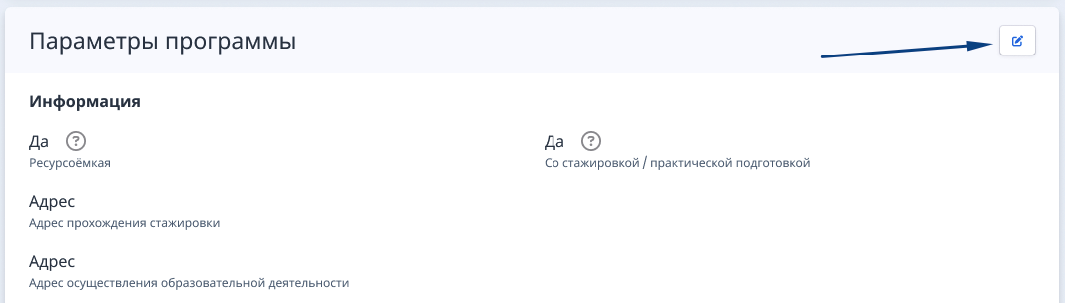 Параметры программы
Информация
Да ?
Да ?
Ресурсоёмкая
Со стажировкой / практической подготовкой
Адрес
Адрес прохождения стажировки
Адрес
Адрес осуществления образовательной деятельности